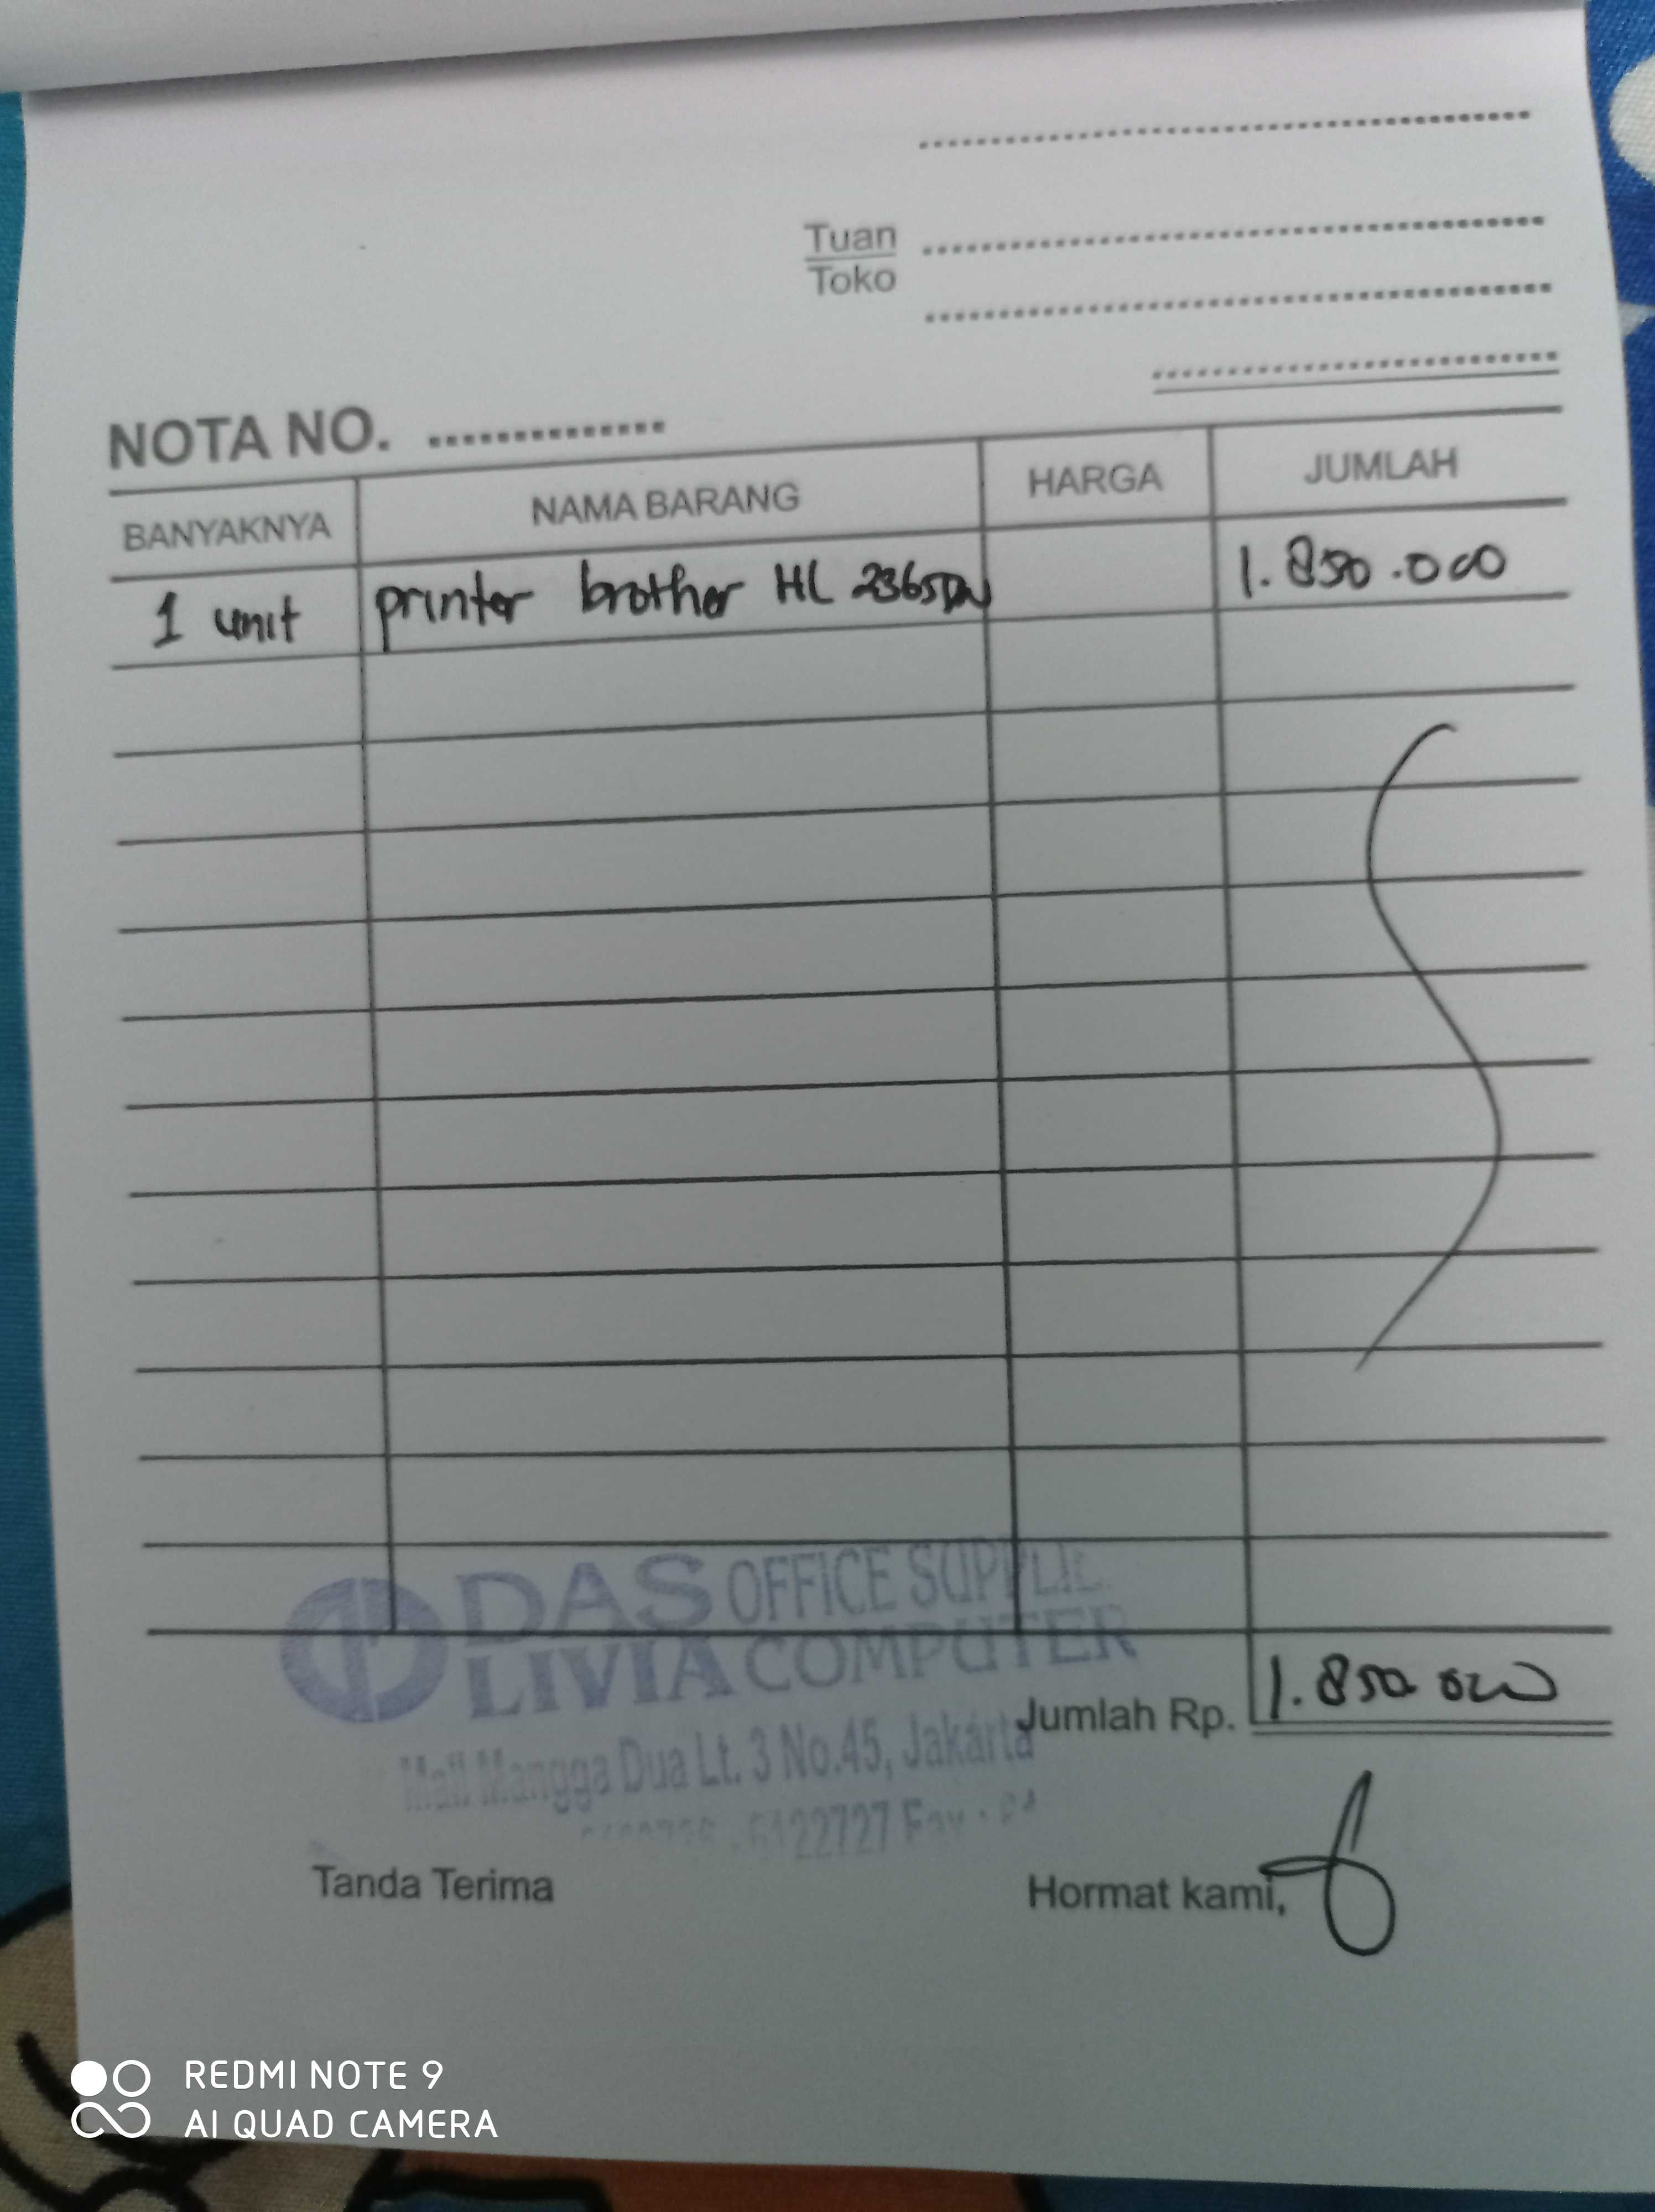 Tuan
Toko
NOTA NO.
BANYAKNYA NAMA BARANG HARGA JUMLAH
1 unit printer brother HL 2365DW 1.850.000
DAS OFFICE
LIVIA COMPUTER
Jumlah Rp. 1.850.000
Mall Mangga Dua Lt. 3 No.45, Jakarta
6122727
Tanda Terima Hormat kami,
REDMI NOTE 9
AI QUAD CAMERA